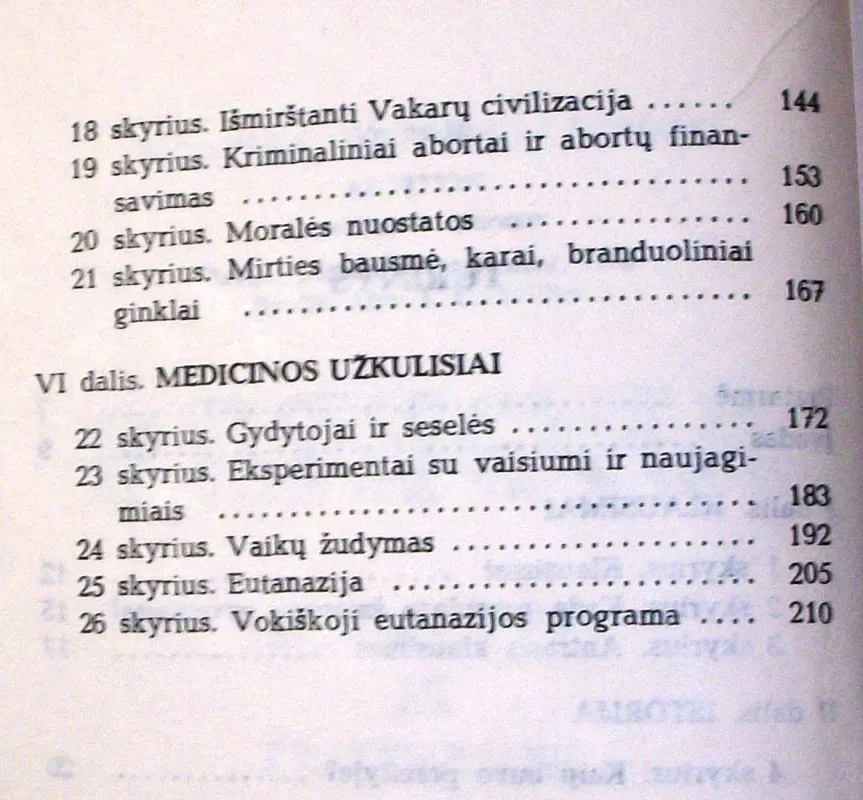 18 skyrius. Išmirštanti Vakarų civilizacija ...... 144
19 skyrius. Kriminaliniai abortai ir abortų finan-
savimas .................................. 153
20 skyrius. Moralės nuostatos ................. 160
21 skyrius. Mirties bausmė, karai, branduoliniai
ginklai .................................. 167
VI dalis. MEDICINOS UŽKULISIAI
22 skyrius. Gydytojai ir seselės ................. 172
23 skyrius. Eksperimentai su vaisiumi ir naujagi-
miais .................................... 183
24 skyrius. Vaikų žudymas ..................... 192
25 skyrius. Eutanazija ......................... 205
26 skyrius. Vokiškoji eutanazijos programa .... 210